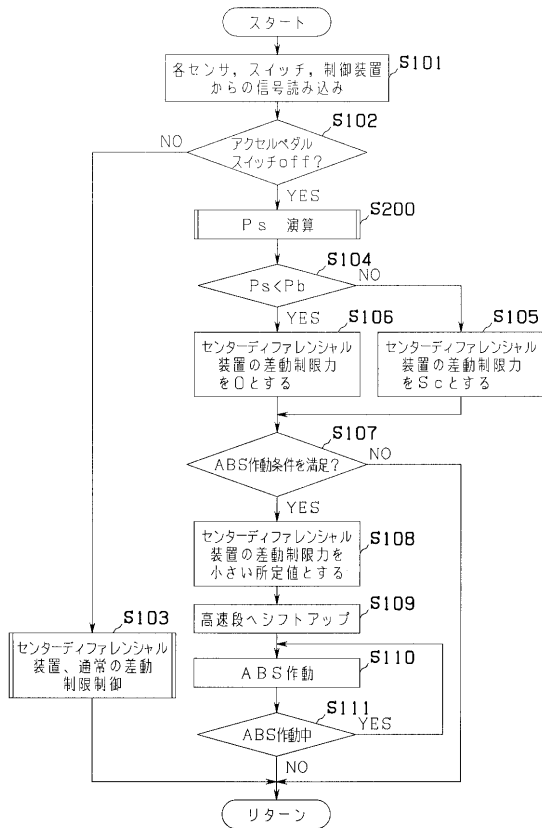 スタート
各センサ，スイッチ，制御装置
からの信号読み込み
S101
アクセルペダル
スイッチoff？
S102
NO
YES
Ps 演算
S200
Ps<Pb
S104
NO
YES
センターディファレンシャル
装置の差動制限力
を0とする
S106
センターディファレンシャル
装置の差動制限力
をScとする
S105
ABS作動条件を満足？
S107
NO
YES
センターディファレンシャル
装置の差動制限力を
小さい所定値とする
S108
高速段へシフトアップ
S109
センターディファレンシャル
装置、通常の差動
制限制御
S103
ABS作動
S110
ABS作動中
S111
YES
NO
リターン